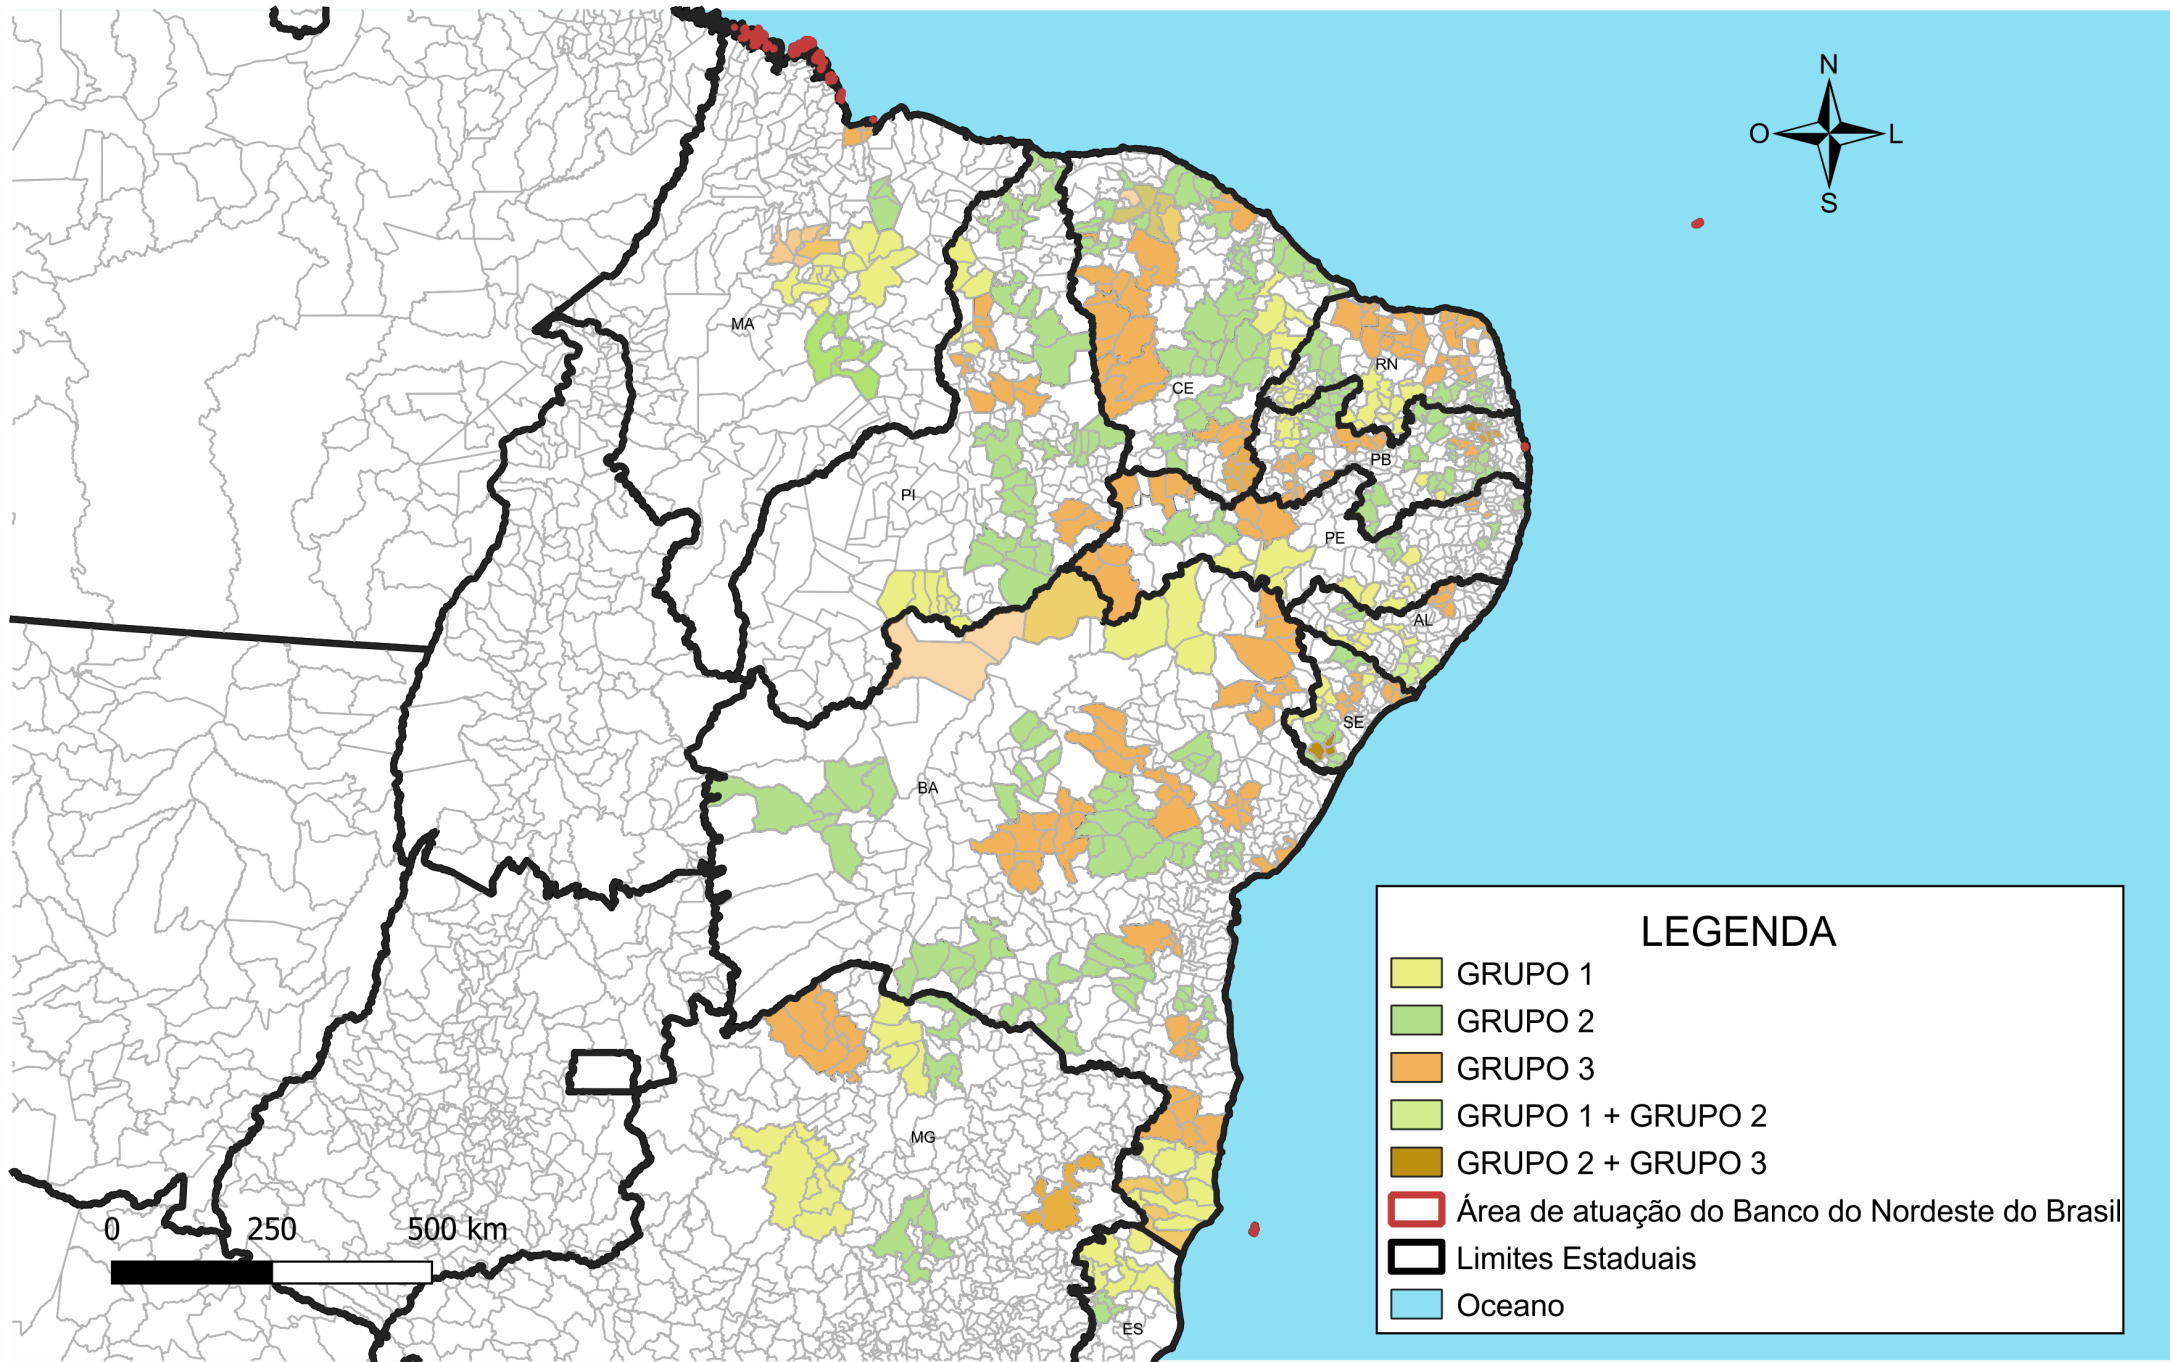 N
O
L
S
MA
CE
RN
PB
PI
PE
AL
SE
BA
MG
ES
0 250 500 km
LEGENDA
GRUPO 1
GRUPO 2
GRUPO 3
GRUPO 1 + GRUPO 2
GRUPO 2 + GRUPO 3
Área de atuação do Banco do Nordeste do Brasil
Limites Estaduais
Oceano